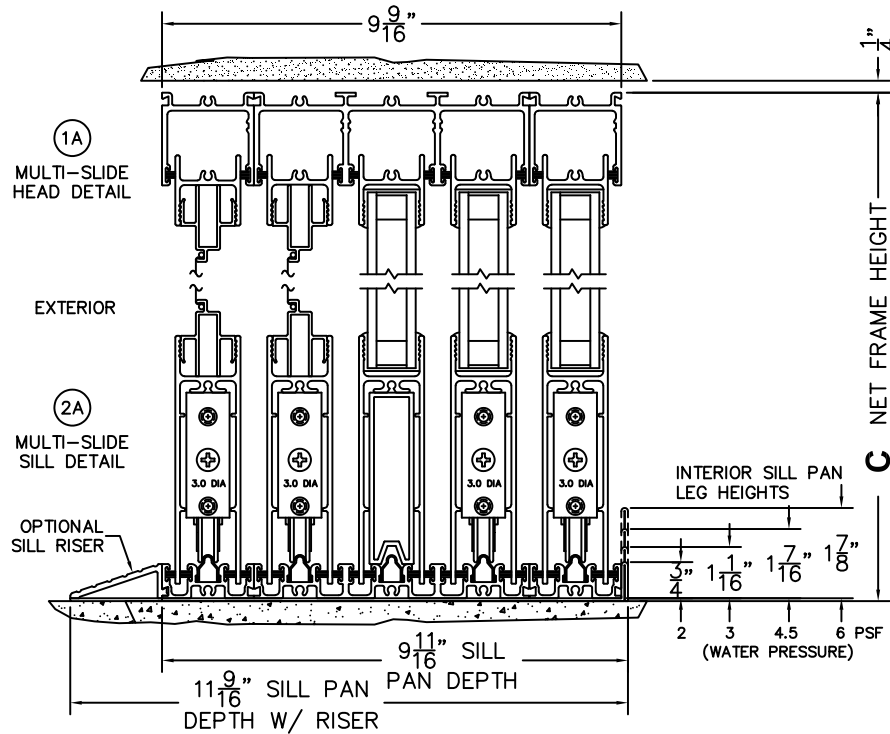 9 9/16"
1/4"
1A
MULTI-SLIDE
HEAD DETAIL
EXTERIOR
2A
MULTI-SLIDE
SILL DETAIL
3.0 DIA
3.0 DIA
3.0 DIA
3.0 DIA
C NET FRAME HEIGHT
INTERIOR SILL PAN
LEG HEIGHTS
OPTIONAL
SILL RISER
3/4"
1 1/16"
1 7/16"
1 7/8"
2 3 4.5 6 PSF
(WATER PRESSURE)
9 11/16" SILL
PAN DEPTH
11 9/16" SILL PAN
DEPTH W/ RISER